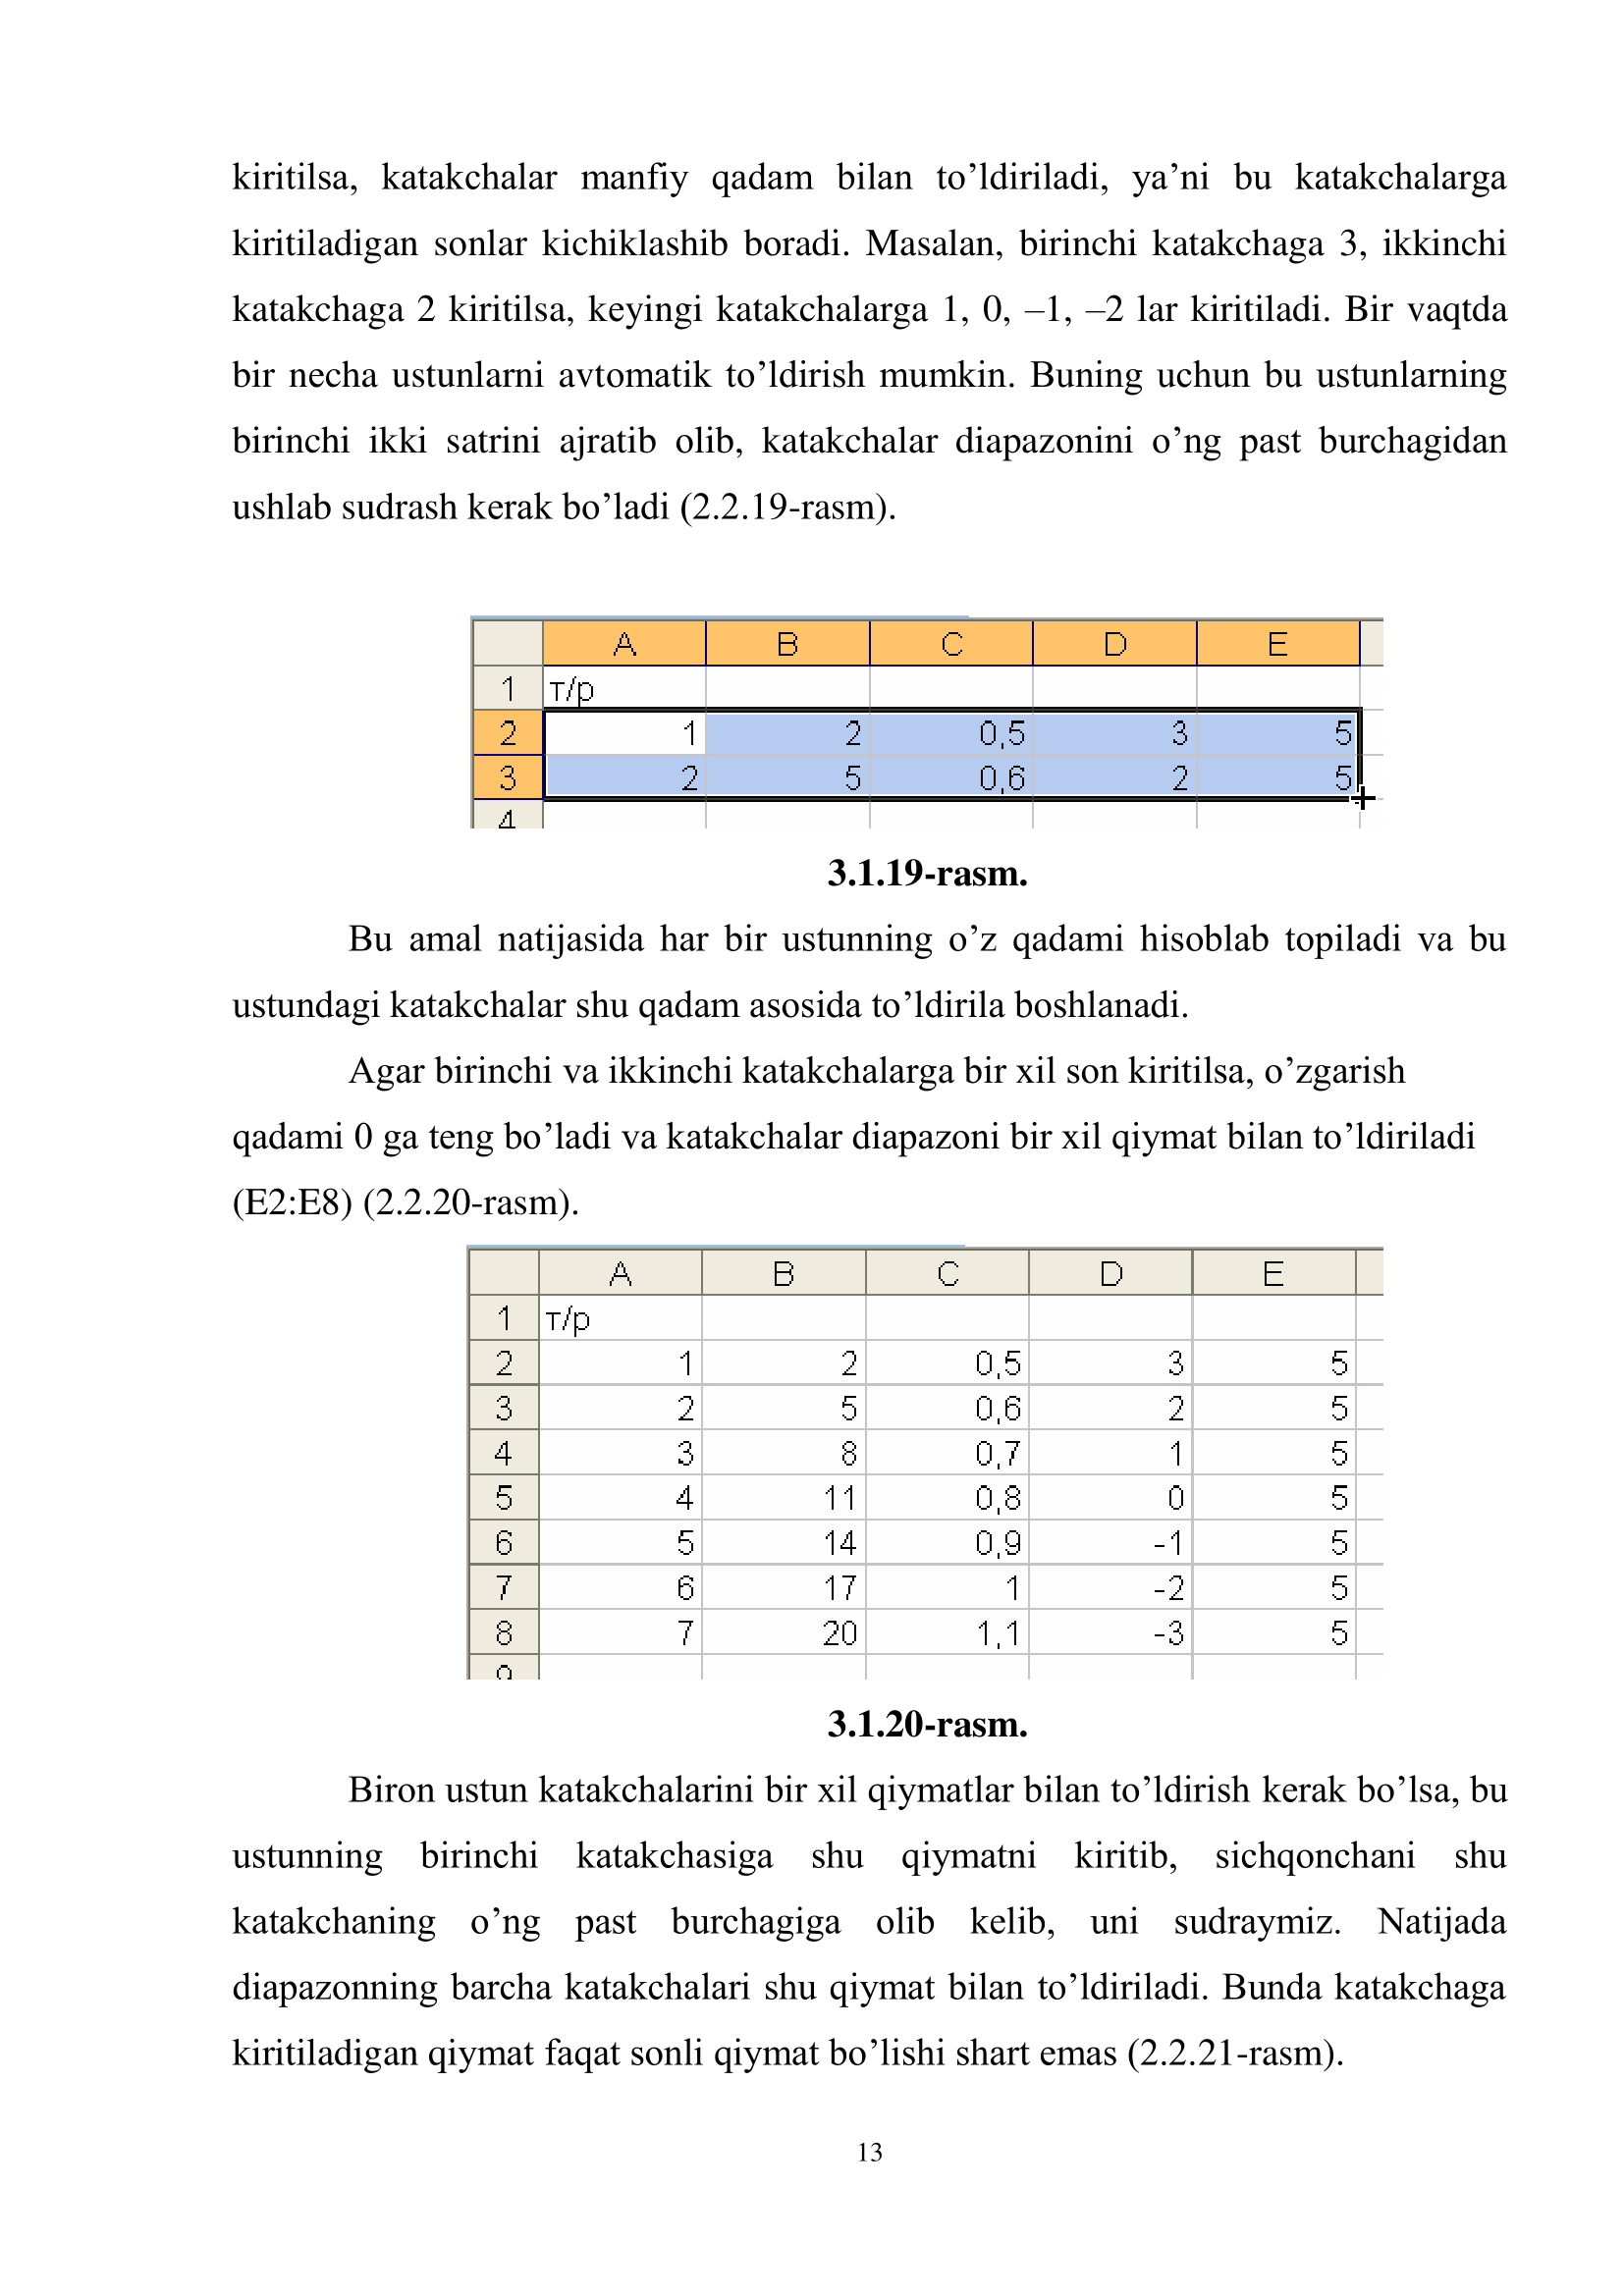 kiritilsa, katakchalar manfiy qadam bilan to’ldiriladi, ya’ni bu katakchalarga
kiritiladigan sonlar kichiklashib boradi. Masalan, birinchi katakchaga 3, ikkinchi
katakchaga 2 kiritilsa, keyingi katakchalarga 1, 0, –1, –2 lar kiritiladi. Bir vaqtda
bir necha ustunlarni avtomatik to’ldirish mumkin. Buning uchun bu ustunlarning
birinchi ikki satrini ajratib olib, katakchalar diapazonini o’ng past burchagidan
ushlab sudrash kerak bo’ladi (2.2.19-rasm).
A B C D E
1 т/р
2 1 2 0,5 3 5
3 2 5 0,6 2 5
4
3.1.19-rasm.
Bu amal natijasida har bir ustunning o’z qadami hisoblab topiladi va bu
ustundagi katakchalar shu qadam asosida to’ldirila boshlanadi.
Agar birinchi va ikkinchi katakchalarga bir xil son kiritilsa, o’zgarish
qadami 0 ga teng bo’ladi va katakchalar diapazoni bir xil qiymat bilan to’ldiriladi
(E2:E8) (2.2.20-rasm).
A B C D E
1 т/р
2 1 2 0,5 3 5
3 2 5 0,6 2 5
4 3 8 0,7 1 5
5 4 11 0,8 0 5
6 5 14 0,9 -1 5
7 6 17 1 -2 5
8 7 20 1,1 -3 5
9
3.1.20-rasm.
Biron ustun katakchalarini bir xil qiymatlar bilan to’ldirish kerak bo’lsa, bu
ustunning birinchi katakchasiga shu qiymatni kiritib, sichqonchani shu
katakchaning o’ng past burchagiga olib kelib, uni sudraymiz. Natijada
diapazonning barcha katakchalari shu qiymat bilan to’ldiriladi. Bunda katakchaga
kiritiladigan qiymat faqat sonli qiymat bo’lishi shart emas (2.2.21-rasm).
13